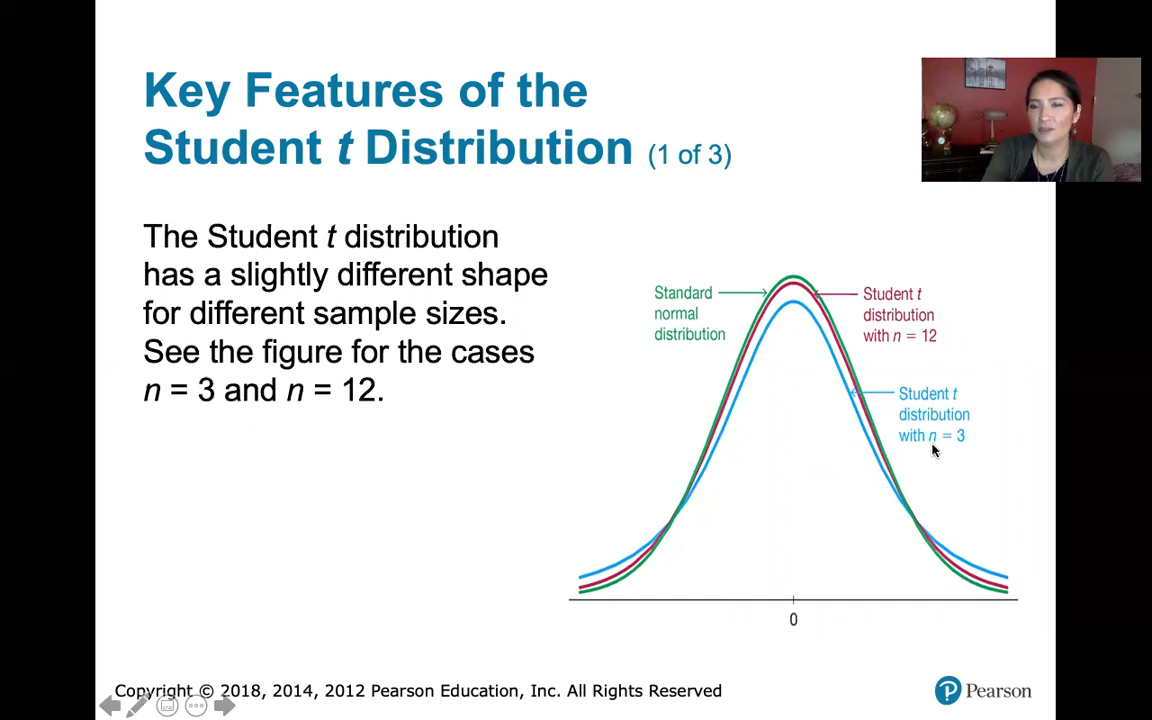 Key Features of the
Student t Distribution (1 of 3)
The Student t distribution
has a slightly different shape
for different sample sizes.
See the figure for the cases
n = 3 and n = 12.
Standard
normal
distribution
Student t
distribution
with n = 12
Student t
distribution
with n = 3
0
Copyright © 2018, 2014, 2012 Pearson Education, Inc. All Rights Reserved
Pearson